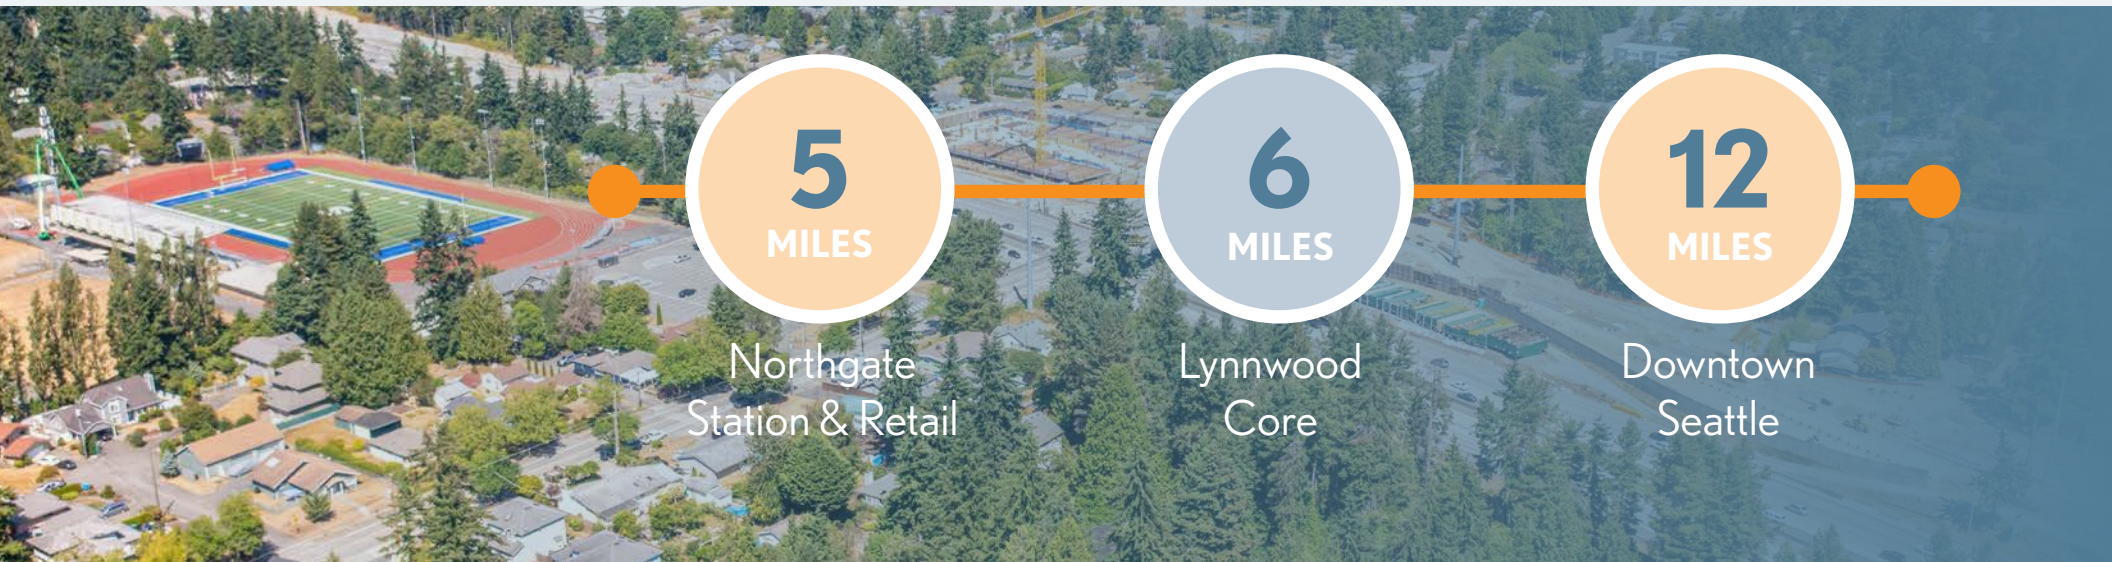 5
MILES
Northgate
Station & Retail
6
MILES
Lynnwood
Core
12
MILES
Downtown
Seattle